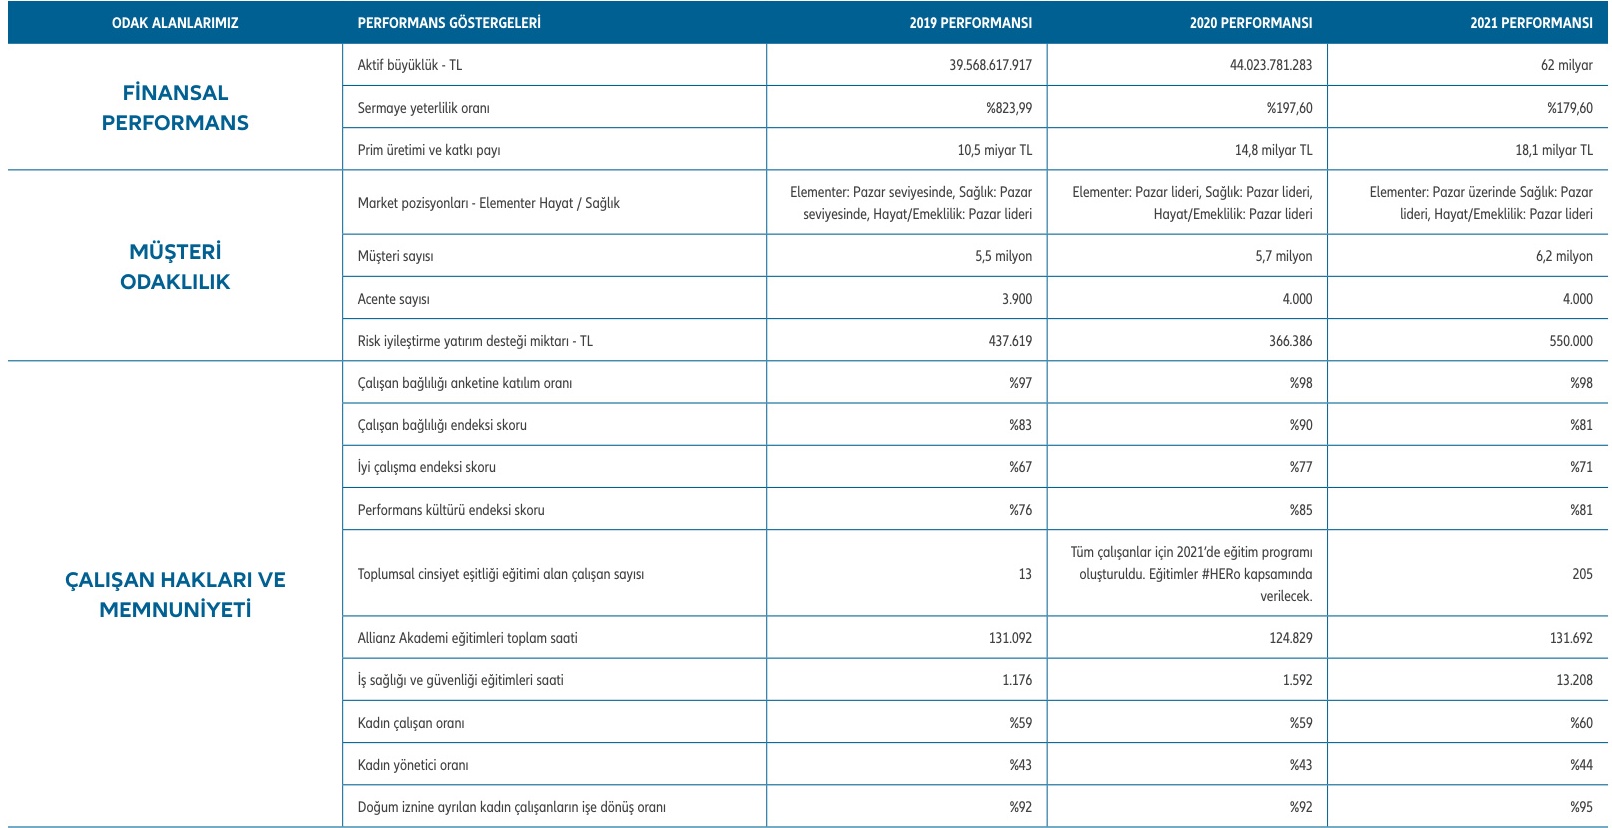 ODAK ALANLARIMIZ PERFORMANS GÖSTERGELERİ 2019 PERFORMANSI 2020 PERFORMANSI 2021 PERFORMANSI
FİNANSAL
PERFORMANS
Aktif büyüklük - TL 39.568.617.917 44.023.781.283 62 milyar
Sermaye yeterlilik oranı %823,99 %197,60 %179,60
Prim üretimi ve katkı payı 10,5 miyar TL 14,8 milyar TL 18,1 milyar TL
MÜŞTERİ
ODAKLILIK
Market pozisyonları - Elementer Hayat / Sağlık
Elementer: Pazar seviyesinde, Sağlık: Pazar
seviyesinde, Hayat/Emeklilik: Pazar lideri
Elementer: Pazar lideri, Sağlık: Pazar lideri,
Hayat/Emeklilik: Pazar lideri
Elementer: Pazar üzerinde Sağlık: Pazar
lideri, Hayat/Emeklilik: Pazar lideri
Müşteri sayısı 5,5 milyon 5,7 milyon 6,2 milyon
Acente sayısı 3.900 4.000 4.000
Risk iyileştirme yatırım desteği miktarı - TL 437.619 366.386 550.000
ÇALIŞAN HAKLARI VE
MEMNUNİYETİ
Çalışan bağlılığı anketine katılım oranı %97 %98 %98
Çalışan bağlılığı endeksi skoru %83 %90 %81
İyi çalışma endeksi skoru %67 %77 %71
Performans kültürü endeksi skoru %76 %85 %81
Toplumsal cinsiyet eşitliği eğitimi alan çalışan sayısı 13
Tüm çalışanlar için 2021’de eğitim programı
oluşturuldu. Eğitimler #HERo kapsamında
verilecek.
205
Allianz Akademi eğitimleri toplam saati 131.092 124.829 131.692
İş sağlığı ve güvenliği eğitimleri saati 1.176 1.592 13.208
Kadın çalışan oranı %59 %59 %60
Kadın yönetici oranı %43 %43 %44
Doğum iznine ayrılan kadın çalışanların işe dönüş oranı %92 %92 %95